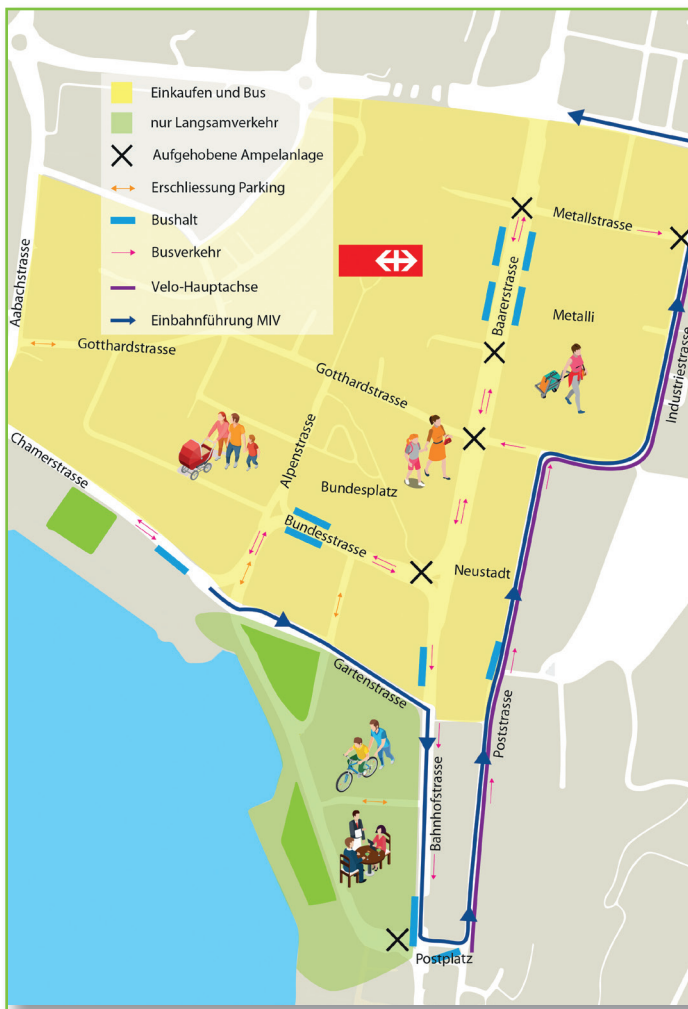 Einkaufen und Bus
nur Langsamverkehr
Aufgehobene Ampelanlage
Erschliessung Parking
Bushalt
Busverkehr
Velo-Hauptachse
Einbahnführung MIV
Aabachstrasse
Metallstrasse
Baarerstrasse
Metalli
Industriestrasse
Gotthardstrasse
Gotthardstrasse
Chamerstrasse
Alpenstrasse
Bundesplatz
Bundesstrasse
Neustadt
Gartenstrasse
Poststrasse
Bahnhofstrasse
Postplatz